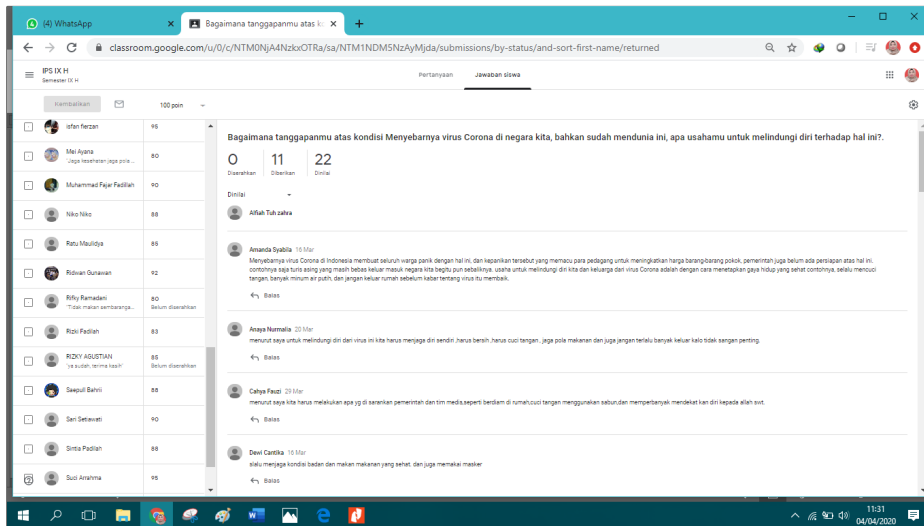 (4) WhatsApp
Bagaimana tanggapanmu atas ko
classroom.google.com/u/0/c/NTM0NjA4NzkxOTRa/sa/NTM1NDM5NzAyMjda/submissions/by-status/and-sort-first-name/returned
IPS IX H
Semester IX H
Pertanyaan
Jawaban siswa
Kembalikan
100 poin
isfan fierzan
95
Mei Ayana
80
"Jaga kesehatan jaga pola ...
Muhammad Fajar Fadillah
90
Niko Niko
88
Ratu Maulidya
85
Ridwan Gunawan
92
Rifky Ramadani
80
"Tidak makan sembaranga...
Belum diserahkan
Rizki Fadilah
83
RIZKY AGUSTIAN
85
"ya sudah, terima kasih"
Belum diserahkan
Saepull Bahrii
88
Sari Setiawati
90
Sintia Padilah
88
Suci Arrahma
95
Bagaimana tanggapanmu atas kondisi Menyebarnya virus Corona di negara kita, bahkan sudah mendunia ini, apa usahamu untuk melindungi diri terhadap hal ini?.
0
11
22
Diserahkan
Diberikan
Dinilai
Dinilai
Alfiah Tuh zahra
Amanda Syabila 16 Mar
Menyebarnya virus Corona di Indonesia membuat seluruh warga panik dengan hal ini, dan kepanikan tersebut yang memacu para pedagang untuk meningkatkan harga barang-barang pokok, pemerintah juga belum ada persiapan atas hal ini.
contohnya saja turis asing yang masih bebas keluar masuk negara kita begitu pun sebaliknya. usaha untuk melindungi diri kita dan keluarga dari virus Corona adalah dengan cara menetapkan gaya hidup yang sehat contohnya, selalu mencuci
tangan, banyak minum air putih, dan jangan keluar rumah sebelum kabar tentang virus itu membaik.
Balas
Anaya Nurmalia 20 Mar
menurut saya untuk melindungi diri dari virus ini kita harus menjaga diri sendiri ,harus bersih ,harus cuci tengan , jaga pola makanan dan juga jangan terlalu banyak keluar kalo tidak sangan penting.
Balas
Cahya Fauzi 29 Mar
menurut saya kita harus melakukan apa yg di sarankan pemerintah dan tim medis,seperti berdiam di rumah,cuci tangan menggunakan sabun,dan memperbanyak mendekat kan diri kepada allah swt.
Balas
Dewi Cantika 16 Mar
slalu menjaga kondisi badan dan makan makanan yang sehat, dan juga memakai masker
Balas
11:31
04/04/2020